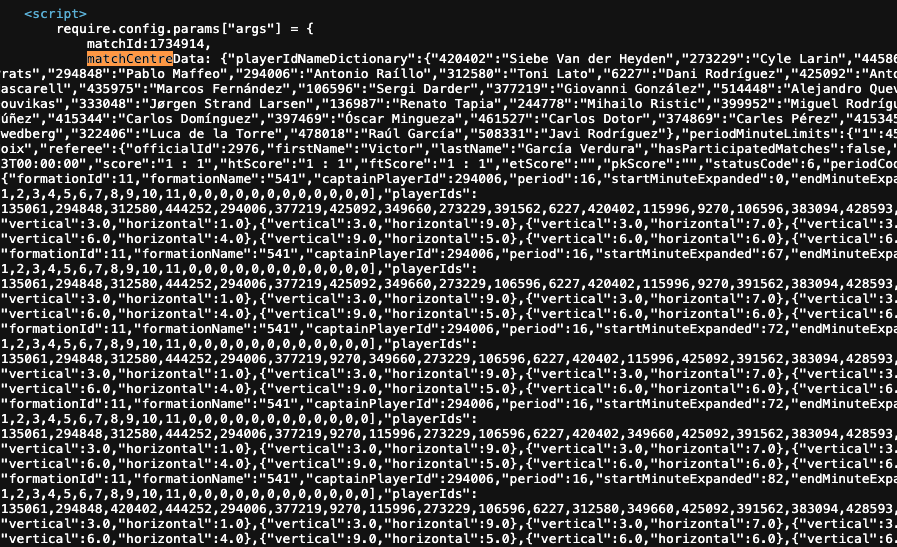 <script>
require.config.params["args"] = {
matchId:1734914,
matchCentreData: {"playerIdNameDictionary":{"420402":"Siebe Van der Heyden","273229":"Cyle Larin","44586
rats","294848":"Pablo Maffeo","294006":"Antonio Raíllo","312580":"Toni Lato","6227":"Dani Rodríguez","425092":"Anto
ascarell","435975":"Marcos Fernández","106596":"Sergi Darder","377219":"Giovanni González","514448":"Alejandro Quev
ouvikas","333048":"Jørgen Strand Larsen","136987":"Renato Tapia","244778":"Mihailo Ristic","399952":"Miguel Rodrígu
úñez","415344":"Carlos Domínguez","397469":"Óscar Mingueza","461527":"Carlos Dotor","374869":"Carles Pérez","415345
wedberg","322406":"Luca de la Torre","478018":"Raúl García","508331":"Javi Rodríguez"},"periodMinuteLimits":{"1":45
oix","referee":{"officialId":2976,"firstName":"Victor","lastName":"García Verdura","hasParticipatedMatches":false,"
3T00:00:00","score":"1 : 1","htScore":"1 : 1","ftScore":"1 : 1","etScore":"","pkScore":"","statusCode":6,"periodCod
{"formationId":11,"formationName":"541","captainPlayerId":294006,"period":16,"startMinuteExpanded":0,"endMinuteExpa
1,2,3,4,5,6,7,8,9,10,11,0,0,0,0,0,0,0,0,0,0,0,0],"playerIds":
135061,294848,312580,444252,294006,377219,425092,349660,273229,391562,6227,420402,115996,9270,106596,383094,428593,
"vertical":3.0,"horizontal":1.0},{"vertical":3.0,"horizontal":9.0},{"vertical":3.0,"horizontal":7.0},{"vertical":3.
"vertical":6.0,"horizontal":4.0},{"vertical":9.0,"horizontal":5.0},{"vertical":6.0,"horizontal":6.0},{"vertical":6.
"formationId":11,"formationName":"541","captainPlayerId":294006,"period":16,"startMinuteExpanded":67,"endMinuteExp
1,2,3,4,5,6,7,8,9,10,11,0,0,0,0,0,0,0,0,0,0,0,0],"playerIds":
135061,294848,312580,444252,294006,377219,425092,349660,273229,106596,6227,420402,115996,9270,391562,383094,428593,
"vertical":3.0,"horizontal":1.0},{"vertical":3.0,"horizontal":9.0},{"vertical":3.0,"horizontal":7.0},{"vertical":3.
"vertical":6.0,"horizontal":4.0},{"vertical":9.0,"horizontal":5.0},{"vertical":6.0,"horizontal":6.0},{"vertical":6.
"formationId":11,"formationName":"541","captainPlayerId":294006,"period":16,"startMinuteExpanded":72,"endMinuteExp
1,2,3,4,5,6,7,8,9,10,11,0,0,0,0,0,0,0,0,0,0,0,0],"playerIds":
135061,294848,312580,444252,294006,377219,9270,349660,273229,106596,6227,420402,115996,425092,391562,383094,428593,
"vertical":3.0,"horizontal":1.0},{"vertical":3.0,"horizontal":9.0},{"vertical":3.0,"horizontal":7.0},{"vertical":3.
"vertical":6.0,"horizontal":4.0},{"vertical":9.0,"horizontal":5.0},{"vertical":6.0,"horizontal":6.0},{"vertical":6.
"formationId":11,"formationName":"541","captainPlayerId":294006,"period":16,"startMinuteExpanded":72,"endMinuteExp
1,2,3,4,5,6,7,8,9,10,11,0,0,0,0,0,0,0,0,0,0,0,0],"playerIds":
135061,294848,312580,444252,294006,377219,9270,115996,273229,106596,6227,420402,349660,425092,391562,383094,428593,
"vertical":3.0,"horizontal":1.0},{"vertical":3.0,"horizontal":9.0},{"vertical":3.0,"horizontal":7.0},{"vertical":3.
"vertical":6.0,"horizontal":4.0},{"vertical":9.0,"horizontal":5.0},{"vertical":6.0,"horizontal":6.0},{"vertical":6.
"formationId":11,"formationName":"541","captainPlayerId":294006,"period":16,"startMinuteExpanded":82,"endMinuteExp
1,2,3,4,5,6,7,8,9,10,11,0,0,0,0,0,0,0,0,0,0,0,0],"playerIds":
135061,294848,420402,444252,294006,377219,9270,115996,273229,106596,6227,312580,349660,425092,391562,383094,428593,
"vertical":3.0,"horizontal":1.0},{"vertical":3.0,"horizontal":9.0},{"vertical":3.0,"horizontal":7.0},{"vertical":3.
"vertical":6.0,"horizontal":4.0},{"vertical":9.0,"horizontal":5.0},{"vertical":6.0,"horizontal":6.0},{"vertical":6.